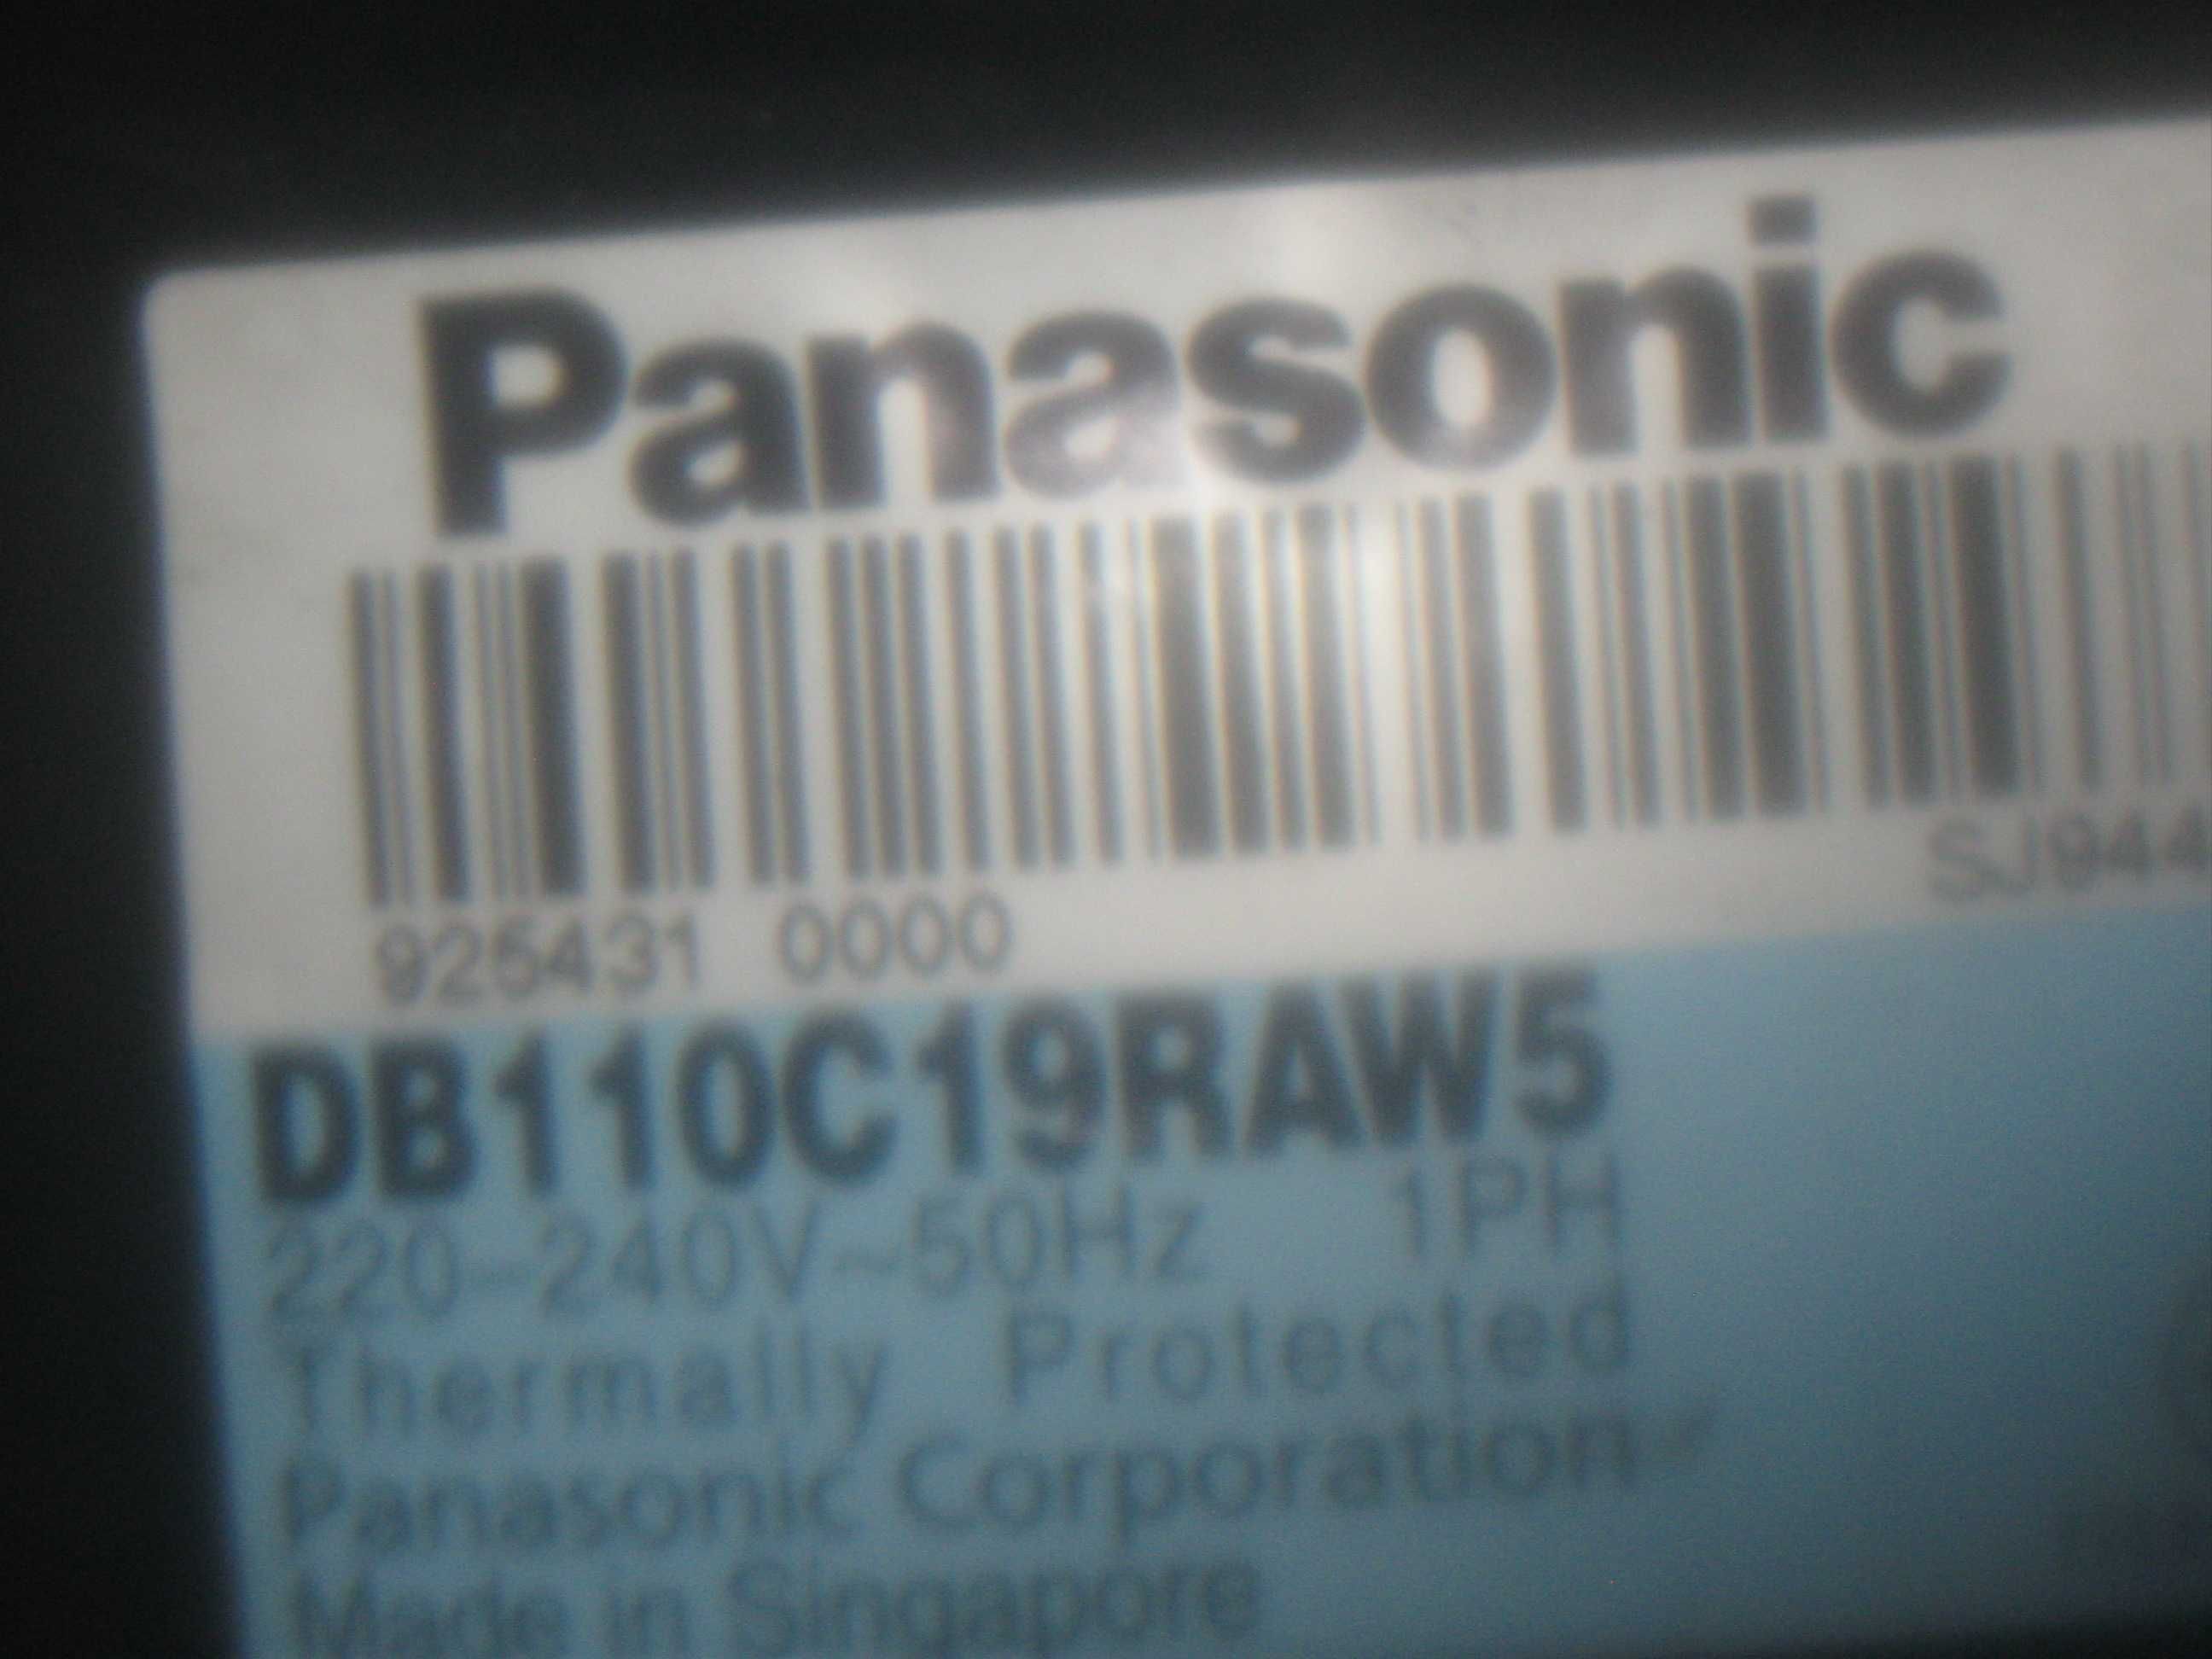 Panasonic
925431 0000 SJ944
DB110C19RAW5
220-240V~50Hz 1PH
Thermally Protected
Panasonic Corporation
Made in Singapore